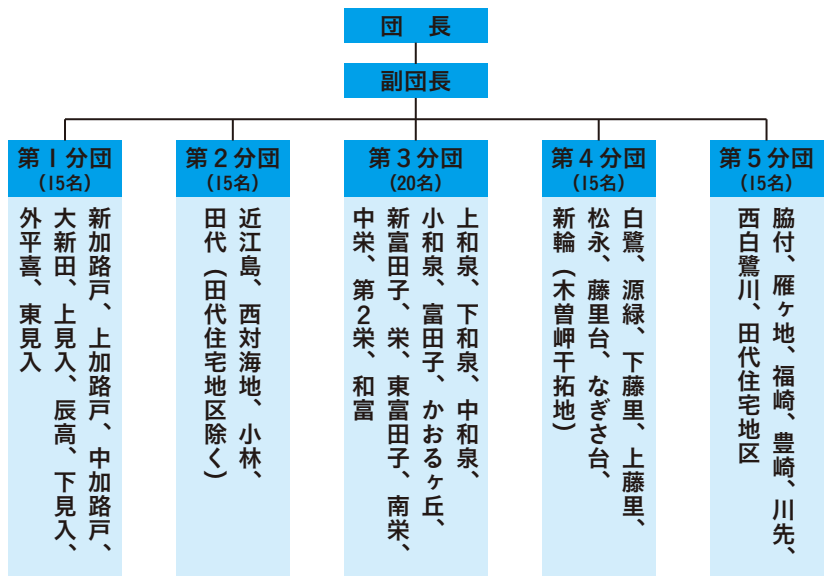 団　長
副団長
第１分団
(15名)
新加路戸、上加路戸、中加路戸、
大新田、上見入、辰高、下見入、
外平喜、東見入
第２分団
(15名)
近江島、西対海地、小林、
田代（田代住宅地区除く）
第３分団
(20名)
上和泉、下和泉、中和泉、
小和泉、富田子、かおるヶ丘、
新富田子、栄、東富田子、南栄、
中栄、第２栄、和富
第４分団
(15名)
白鷺、源緑、下藤里、上藤里、
松永、藤里台、なぎさ台、
新輪（木曽岬干拓地）
第５分団
(15名)
脇付、雁ヶ地、福崎、豊崎、川先、
西白鷺川、田代住宅地区